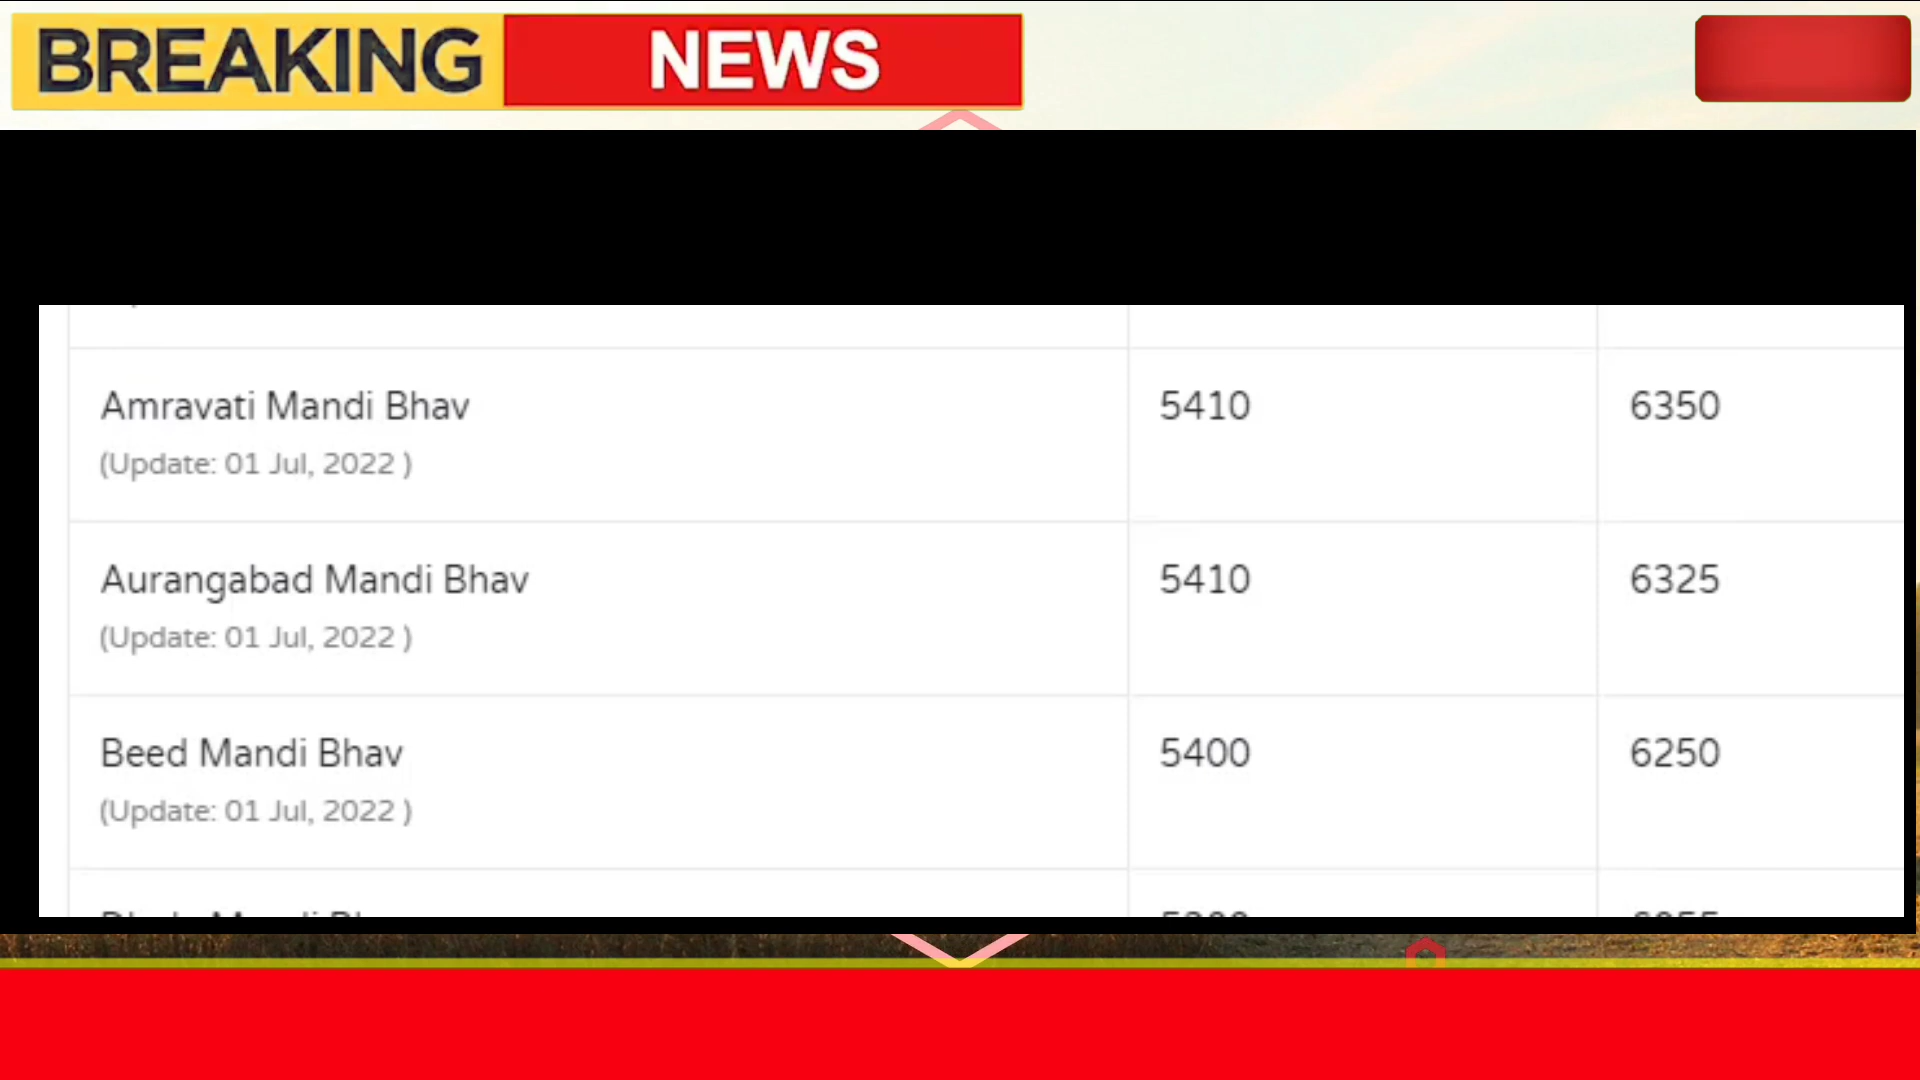 BREAKING NEWS
Amravati Mandi Bhav 5410 6350
(Update: 01 Jul, 2022 )
Aurangabad Mandi Bhav 5410 6325
(Update: 01 Jul, 2022 )
Beed Mandi Bhav 5400 6250
(Update: 01 Jul, 2022 )